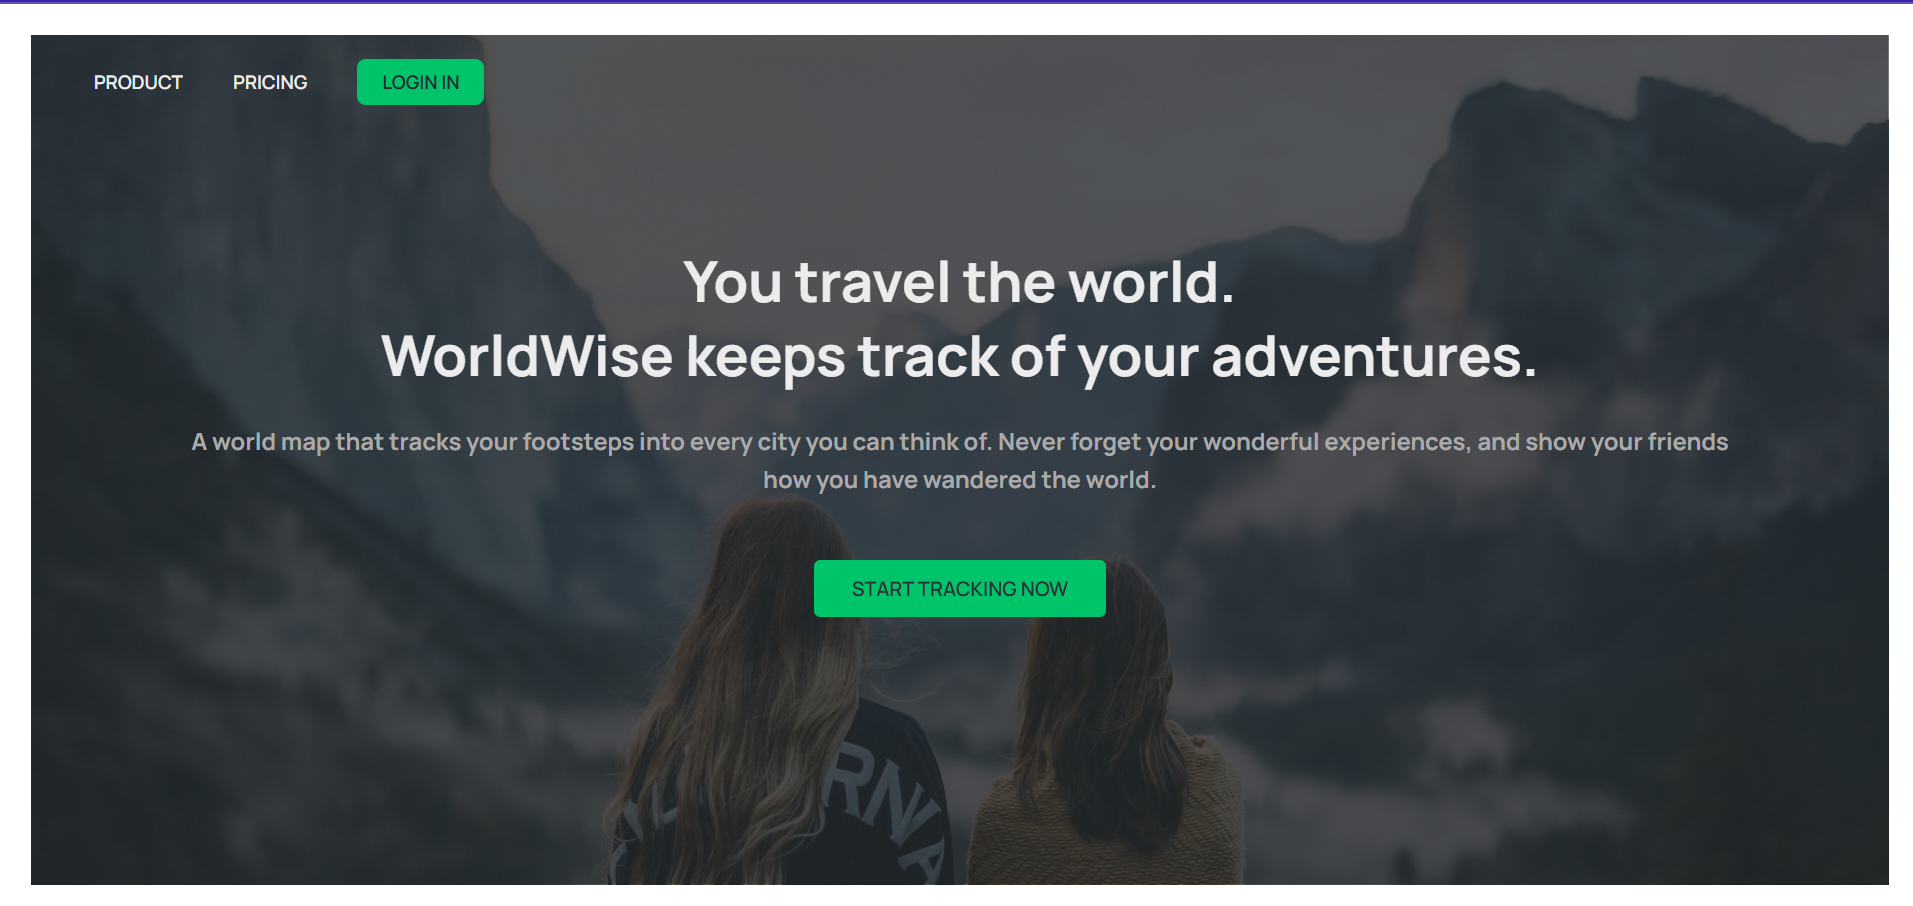 PRODUCT PRICING LOGIN IN
You travel the world.
WorldWise keeps track of your adventures.
A world map that tracks your footsteps into every city you can think of. Never forget your wonderful experiences, and show your friends
how you have wandered the world.
START TRACKING NOW
RNIA